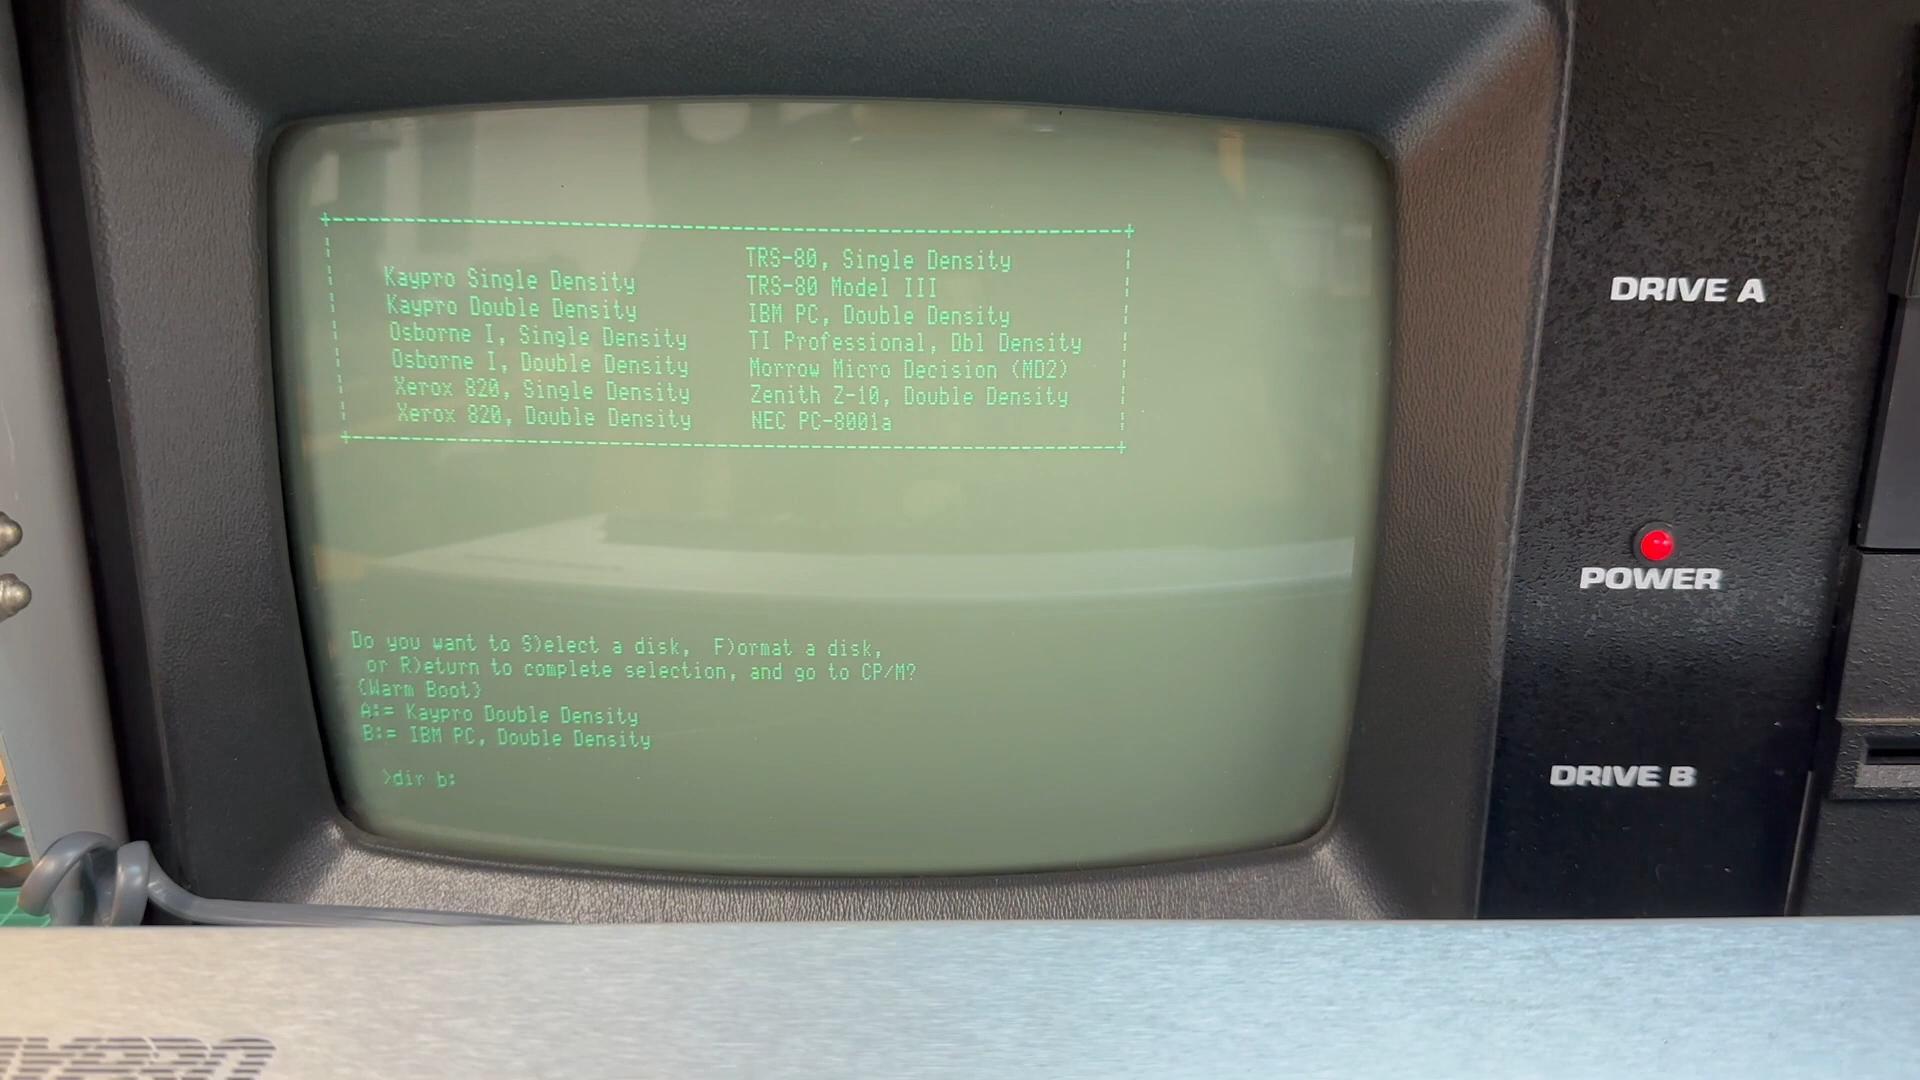 Kaypro Single Density
Kaypro Double Density
Osborne I, Single Density
Osborne I, Double Density
Xerox 820, Single Density
Xerox 820, Double Density
TRS-80, Single Density
TRS-80 Model III
IBM PC, Double Density
TI Professional, Dbl Density
Morrow Micro Decision (MD2)
Zenith Z-10, Double Density
NEC PC-8001a
Do you want to S)elect a disk, F)ormat a disk,
or R)eturn to complete selection, and go to CP/M?
{Warm Boot}
A:= Kaypro Double Density
B:= IBM PC, Double Density
>dir b:
DRIVE A
POWER
DRIVE B